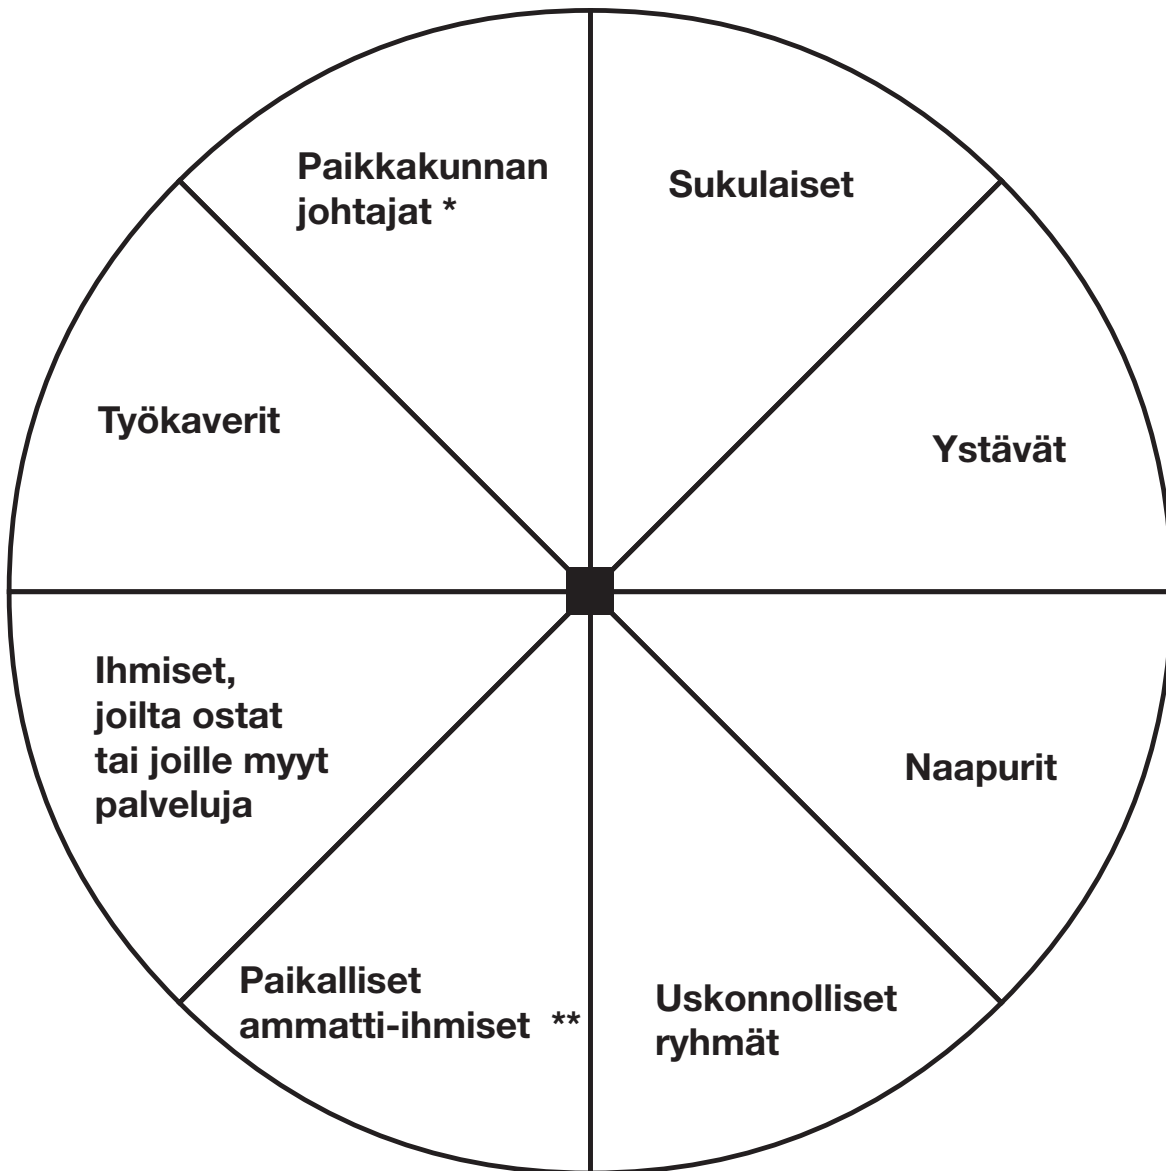 Paikkakunnan
johtajat *
Sukulaiset
Työkaverit
Ystävät
Ihmiset,
joilta ostat
tai joille myyt
palveluja
Naapurit
Paikalliset
ammatti-ihmiset **
Uskonnolliset
ryhmät